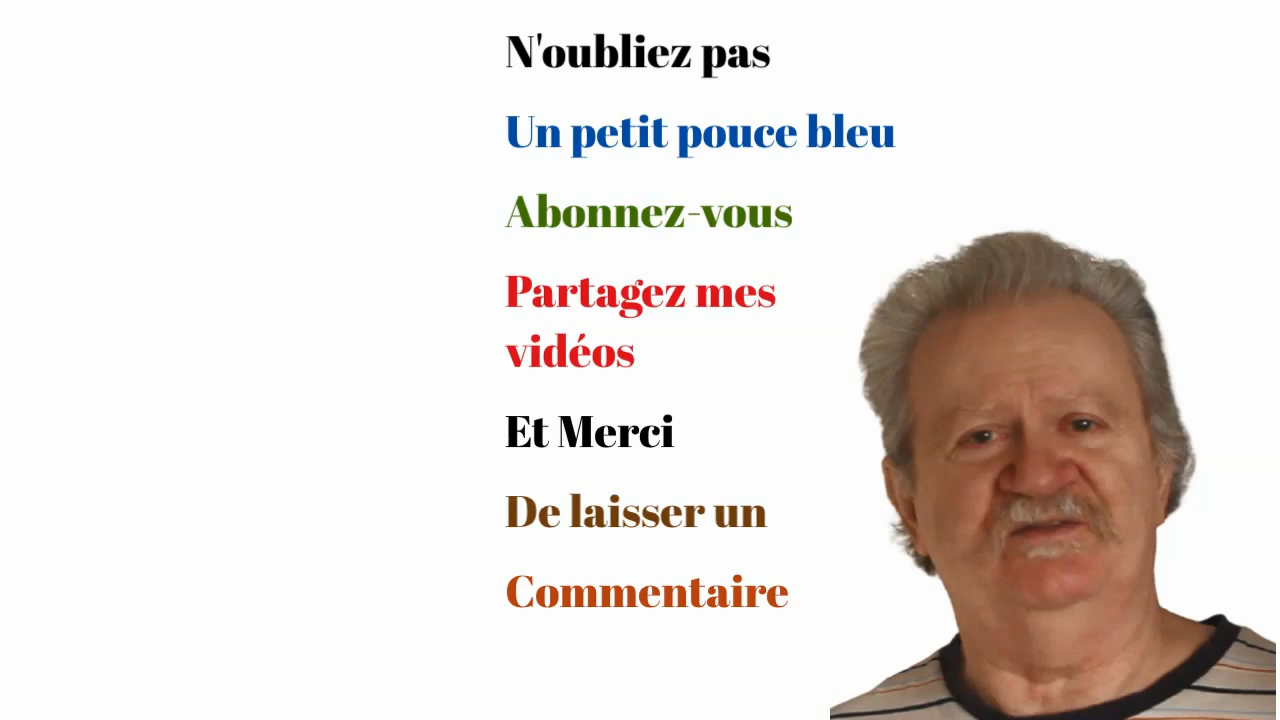 N'oubliez pas
Un petit pouce bleu
Abonnez-vous
Partagez mes
vidéos
Et Merci
De laisser un
Commentaire